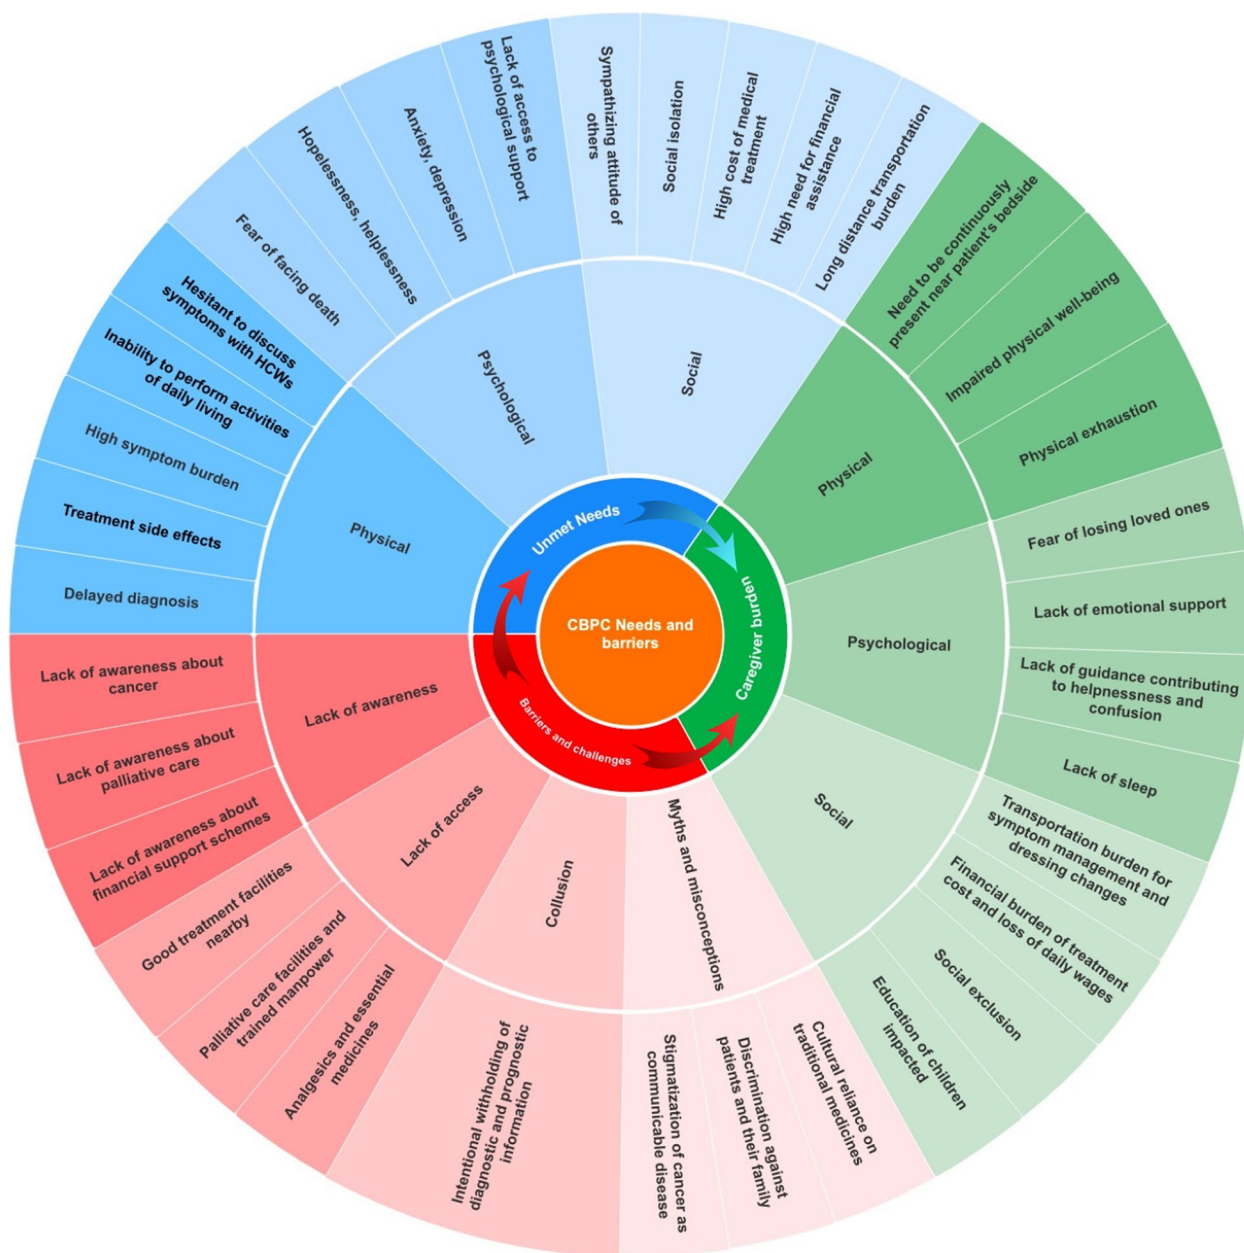 CBPC Needs and
barriers
Unmet Needs
Caregiver burden
Barriers and challenges
Physical
Delayed diagnosis
Treatment side effects
High symptom burden
Inability to perform activities
of daily living
Hesitant to discuss
symptoms with HCWs
Psychological
Fear of facing death
Hopelessness, helplessness
Anxiety, depression
Lack of access to
psychological support
Social
Sympathizing attitude of
others
Social isolation
High cost of medical
treatment
High need for financial
assistance
Long distance transportation
burden
Physical
Need to be continuously
present near patient's bedside
Impaired physical well-being
Physical exhaustion
Psychological
Fear of losing loved ones
Lack of emotional support
Lack of guidance contributing
to helpnessness and
confusion
Lack of sleep
Social
Transportation burden for
symptom management and
dressing changes
Financial burden of treatment
cost and loss of daily wages
Social exclusion
Education of children
impacted
Myths and misconceptions
Cultural reliance on
traditional medicines
Discrimination against
patients and their family
Stigmatization of cancer as
communicable disease
Collusion
Intentional withholding of
diagnostic and prognostic
information
Lack of access
Analgesics and essential
medicines
Palliative care facilities and
trained manpower
Good treatment facilities
nearby
Lack of awareness
Lack of awareness about
financial support schemes
Lack of awareness about
palliative care
Lack of awareness about
cancer